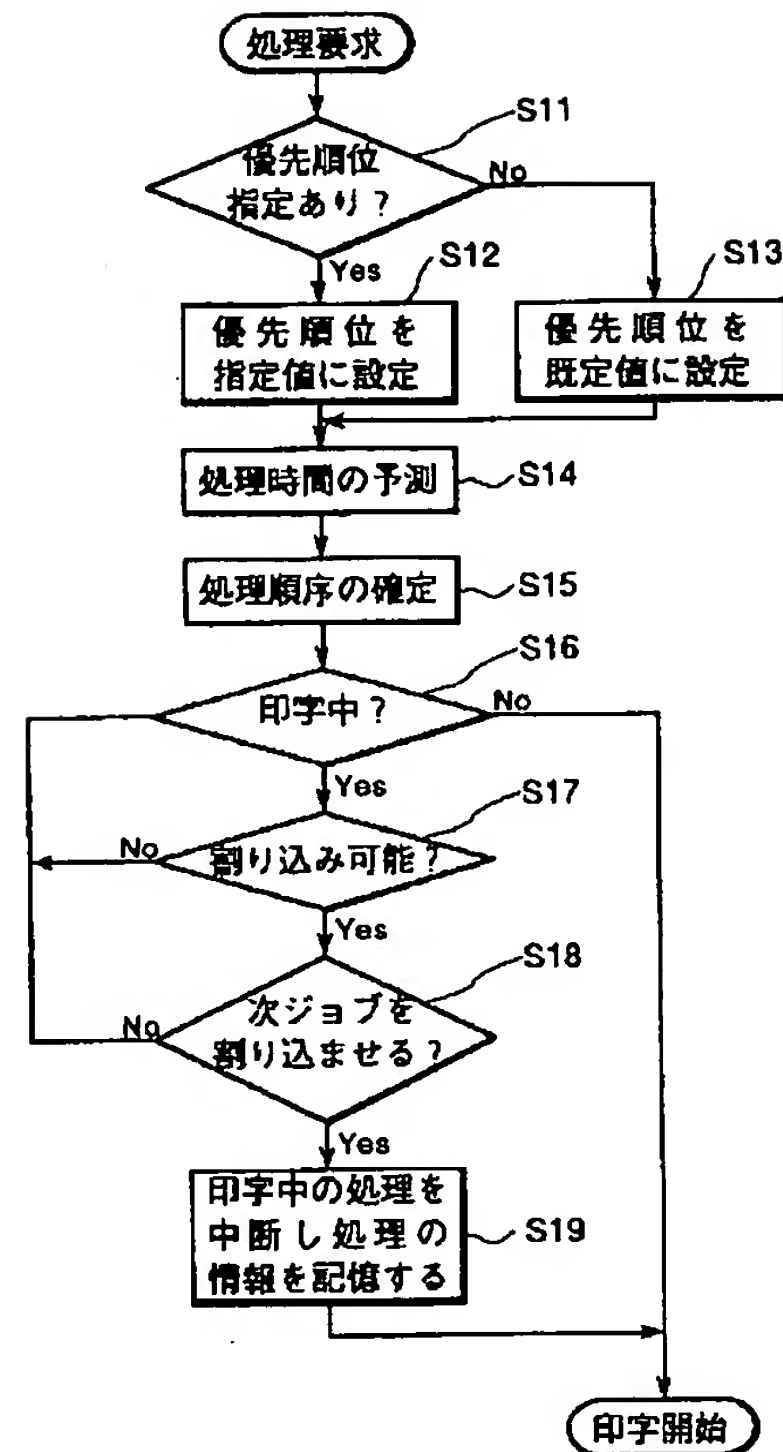 処理要求
S11
優先順位
指定あり?
No
Yes
S12
S13
優先順位を
指定値に設定
優先順位を
既定値に設定
処理時間の予測
S14
処理順序の確定
S15
S16
印字中?
No
Yes
S17
No
割り込み可能?
Yes
S18
次ジョブを
No
割り込ませる?
Yes
印字中の処理を
中断し処理の
情報を記憶する
S19
印字開始